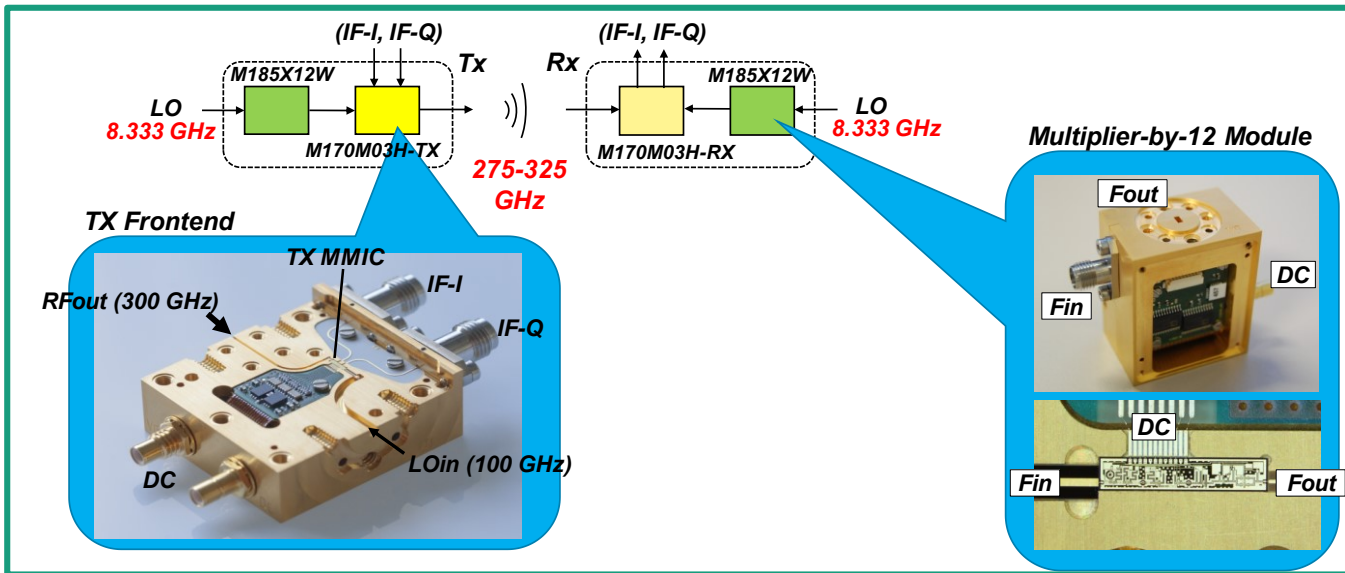 (IF-I, IF-Q)
Tx
M185X12W
LO
8.333 GHz
M170M03H-TX
275-325
GHz
(IF-I, IF-Q)
Rx
M185X12W
LO
8.333 GHz
M170M03H-RX
TX Frontend
TX MMIC
RFout (300 GHz)
IF-I
IF-Q
DC
LOin (100 GHz)
Multiplier-by-12 Module
Fout
DC
Fin
DC
Fin
Fout